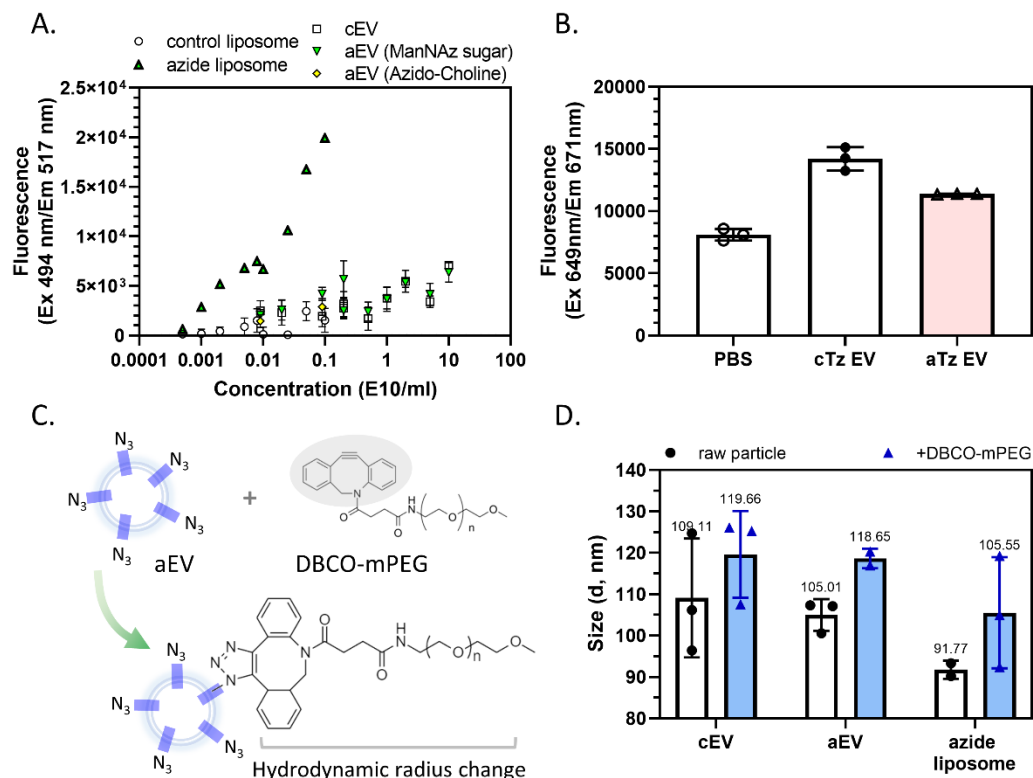 A.
control liposome
azide liposome
cEV
aEV (ManNAz sugar)
aEV (Azido-Choline)
Fluorescence
(Ex 494 nm/Em 517 nm)
2.5×10⁴
2×10⁴
1.5×10⁴
1×10⁴
5×10³
0
0.0001 0.001 0.01 0.1 1 10 100
Concentration (E10/ml)
B.
Fluorescence
(Ex 649nm/Em 671nm)
20000
15000
10000
5000
0
PBS cTz EV aTz EV
C.
N₃
N₃
N₃
N₃
N₃
aEV
+
N
O
H
N
O
O
n
O
DBCO-mPEG
N₃
N₃
N₃
N₃
N
N
N
N
O
O
H
N
O
n
O
Hydrodynamic radius change
D.
raw particle
+DBCO-mPEG
Size (d, nm)
140
130
120
110
100
90
80
109.11
119.66
105.01
118.65
91.77
105.55
cEV aEV azide
liposome